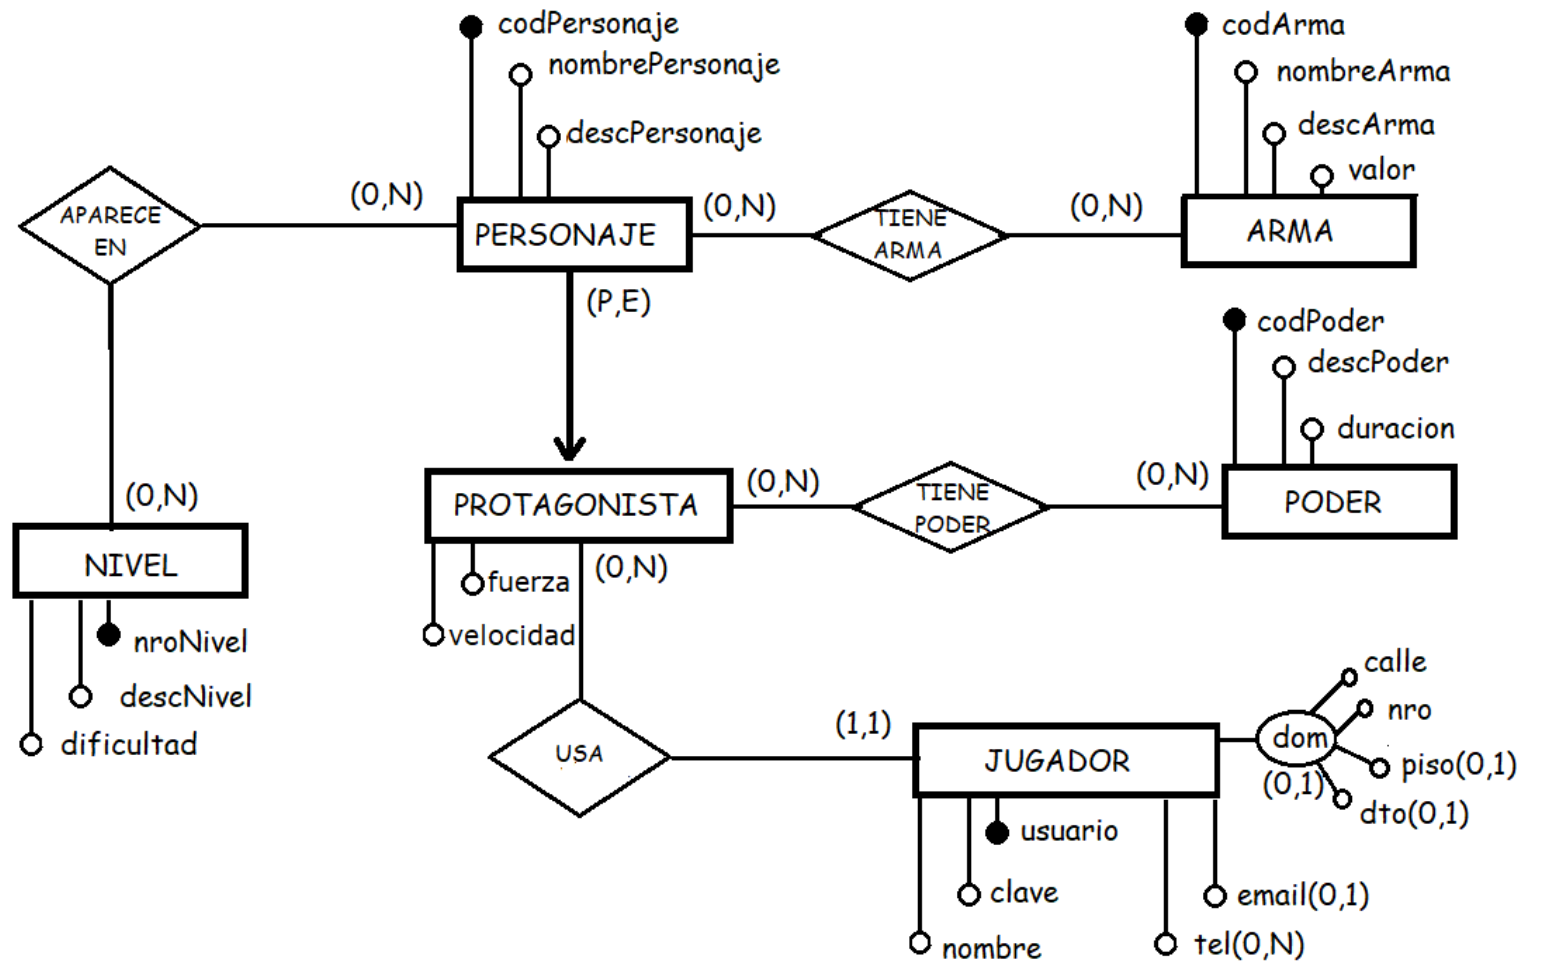 codPersonaje
nombrePersonaje
descPersonaje
codArma
nombreArma
descArma
valor
APARECE
EN
(0,N)
PERSONAJE
(0,N)
TIENE
ARMA
(0,N)
ARMA
(P,E)
codPoder
descPoder
duracion
(0,N)
NIVEL
nroNivel
descNivel
dificultad
PROTAGONISTA
(0,N)
TIENE
PODER
(0,N)
PODER
fuerza
velocidad
(0,N)
USA
(1,1)
JUGADOR
dom
(0,1)
calle
nro
piso(0,1)
dto(0,1)
usuario
clave
nombre
email(0,1)
tel(0,N)